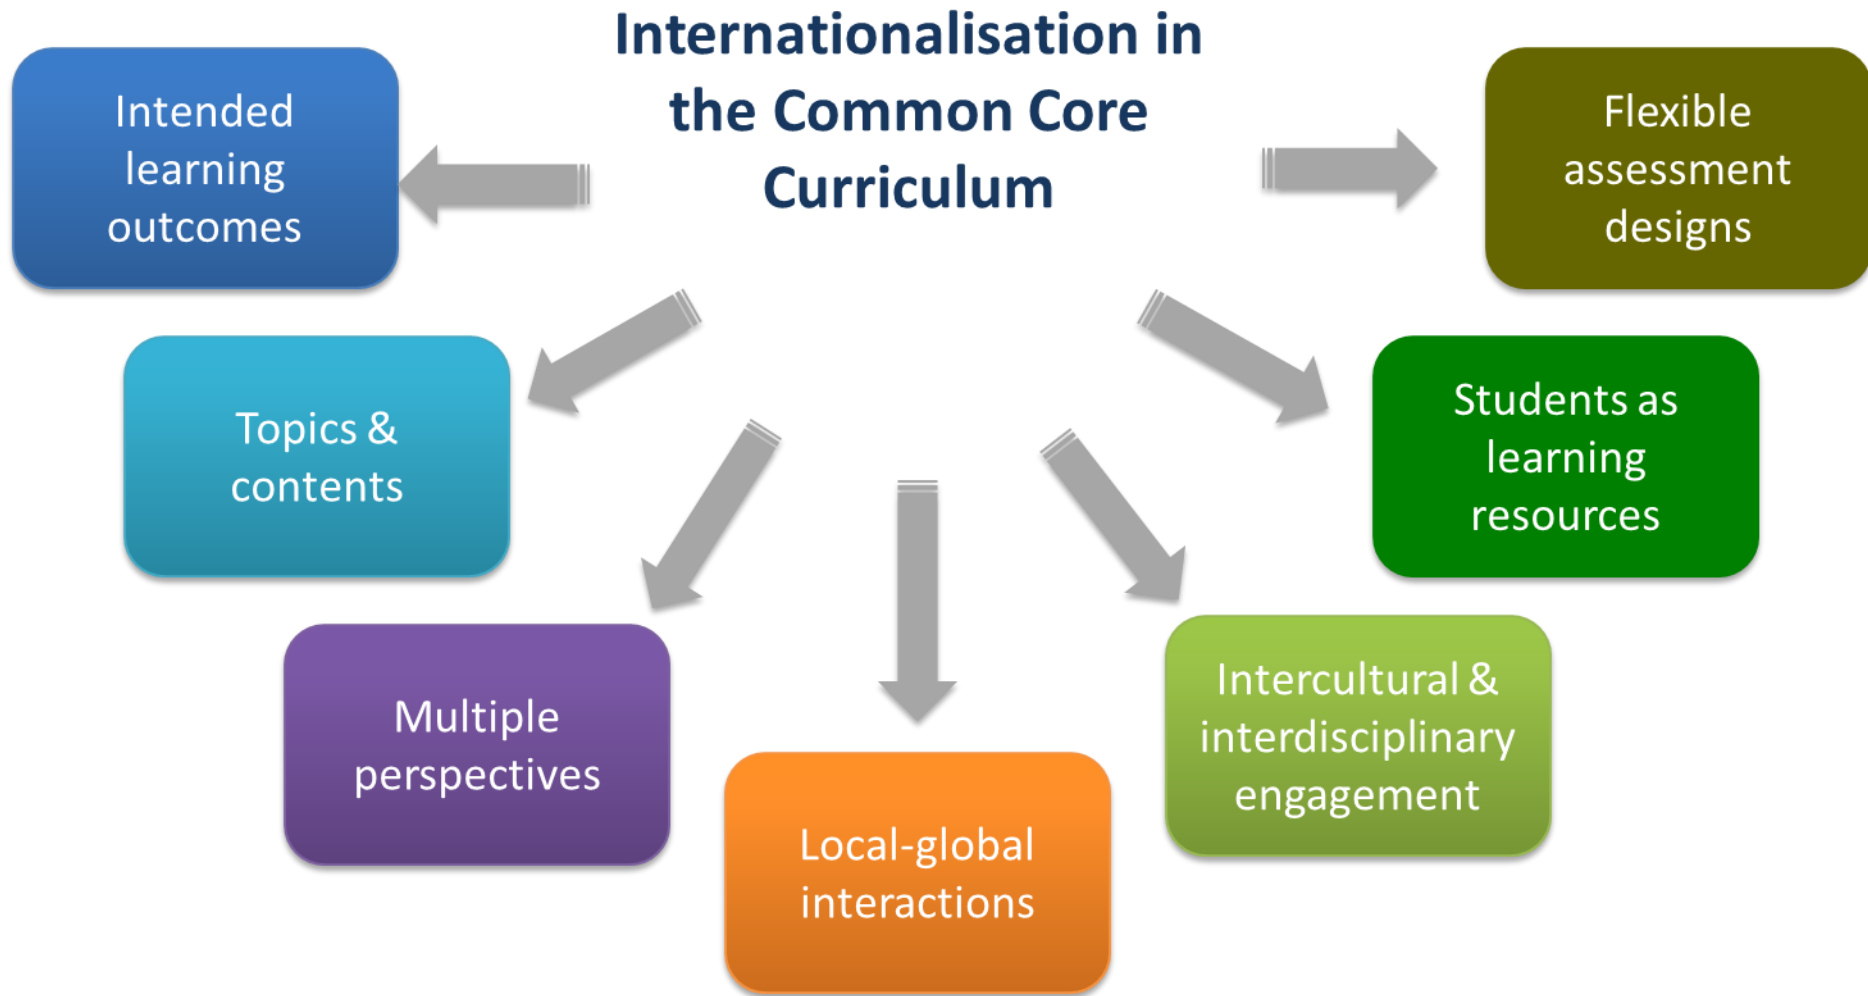 Internationalisation in
the Common Core
Curriculum
Intended
learning
outcomes
Topics &
contents
Multiple
perspectives
Local-global
interactions
Intercultural &
interdisciplinary
engagement
Students as
learning
resources
Flexible
assessment
designs